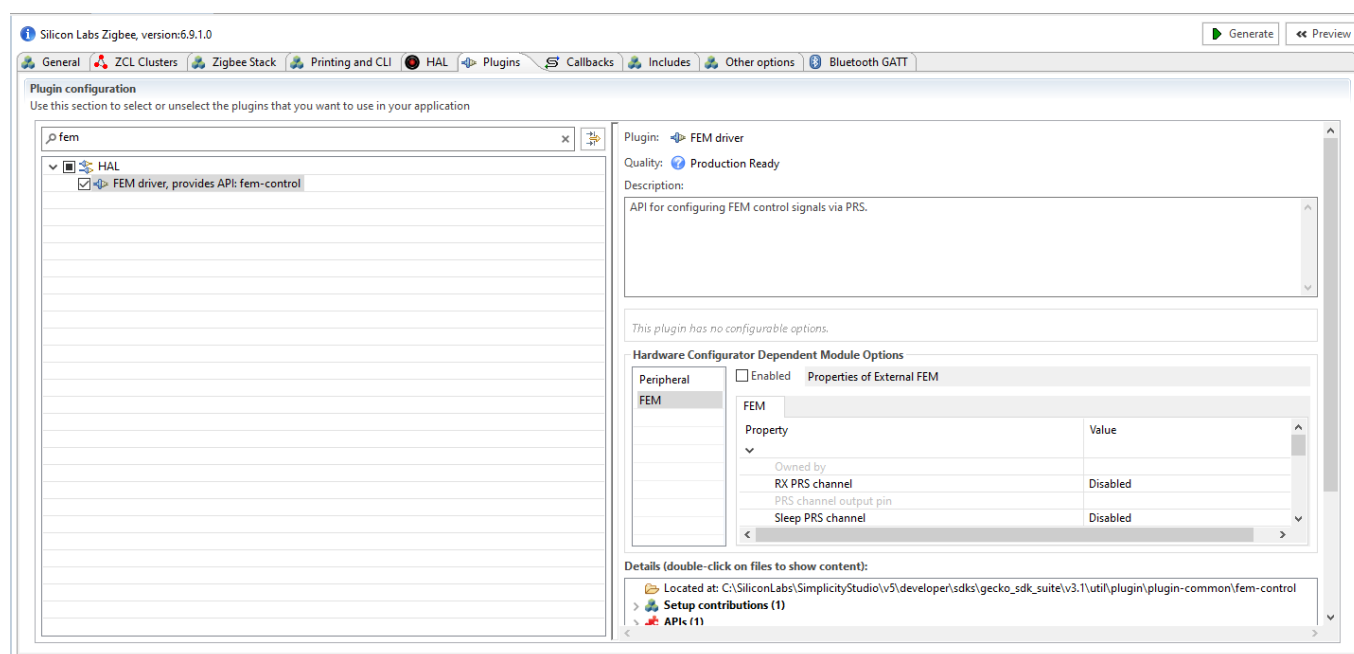 Silicon Labs Zigbee, version:6.9.1.0
Generate
Preview
General ZCL Clusters Zigbee Stack Printing and CLI HAL Plugins Callbacks Includes Other options Bluetooth GATT
Plugin configuration
Use this section to select or unselect the plugins that you want to use in your application
fem
HAL
FEM driver, provides API: fem-control
Plugin: FEM driver
Quality: Production Ready
Description:
API for configuring FEM control signals via PRS.
This plugin has no configurable options.
Hardware Configurator Dependent Module Options
Peripheral
FEM
Enabled Properties of External FEM
FEM
Property Value
Owned by
RX PRS channel Disabled
PRS channel output pin
Sleep PRS channel Disabled
Details (double-click on files to show content):
Located at: C:\SiliconLabs\SimplicityStudio\v5\developer\sdks\gecko_sdk_suite\v3.1\util\plugin\plugin-common\fem-control
Setup contributions (1)
APIs (1)